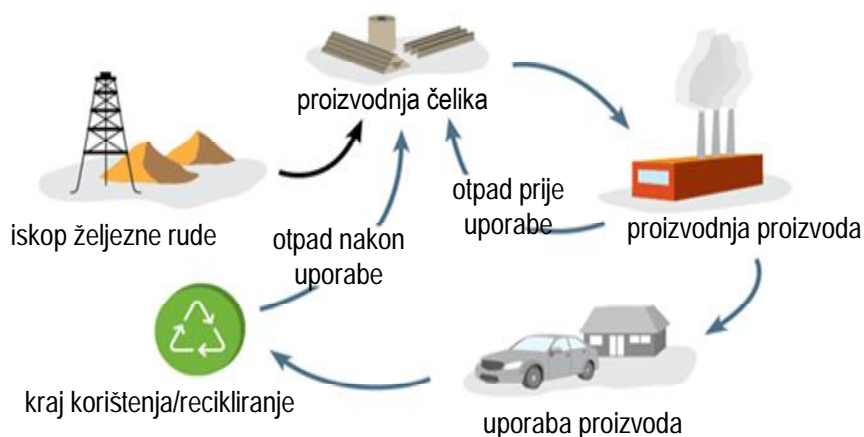 proizvodnja čelika
iskop željezne rude
otpad nakon
uporabe
otpad prije
uporabe
proizvodnja proizvoda
kraj korištenja/recikliranje
uporaba proizvoda